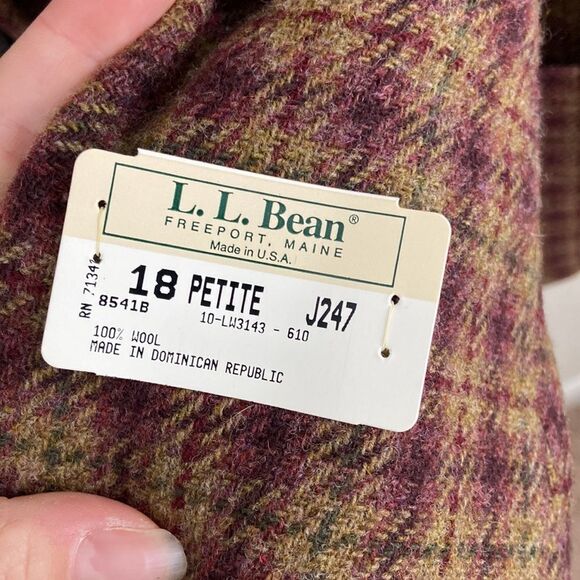 L. L. Bean®
FREEPORT, MAINE
Made in U.S.A.
18 PETITE J247
8541B 10-LW3143 - 610
RN 71341
100% WOOL
MADE IN DOMINICAN REPUBLIC